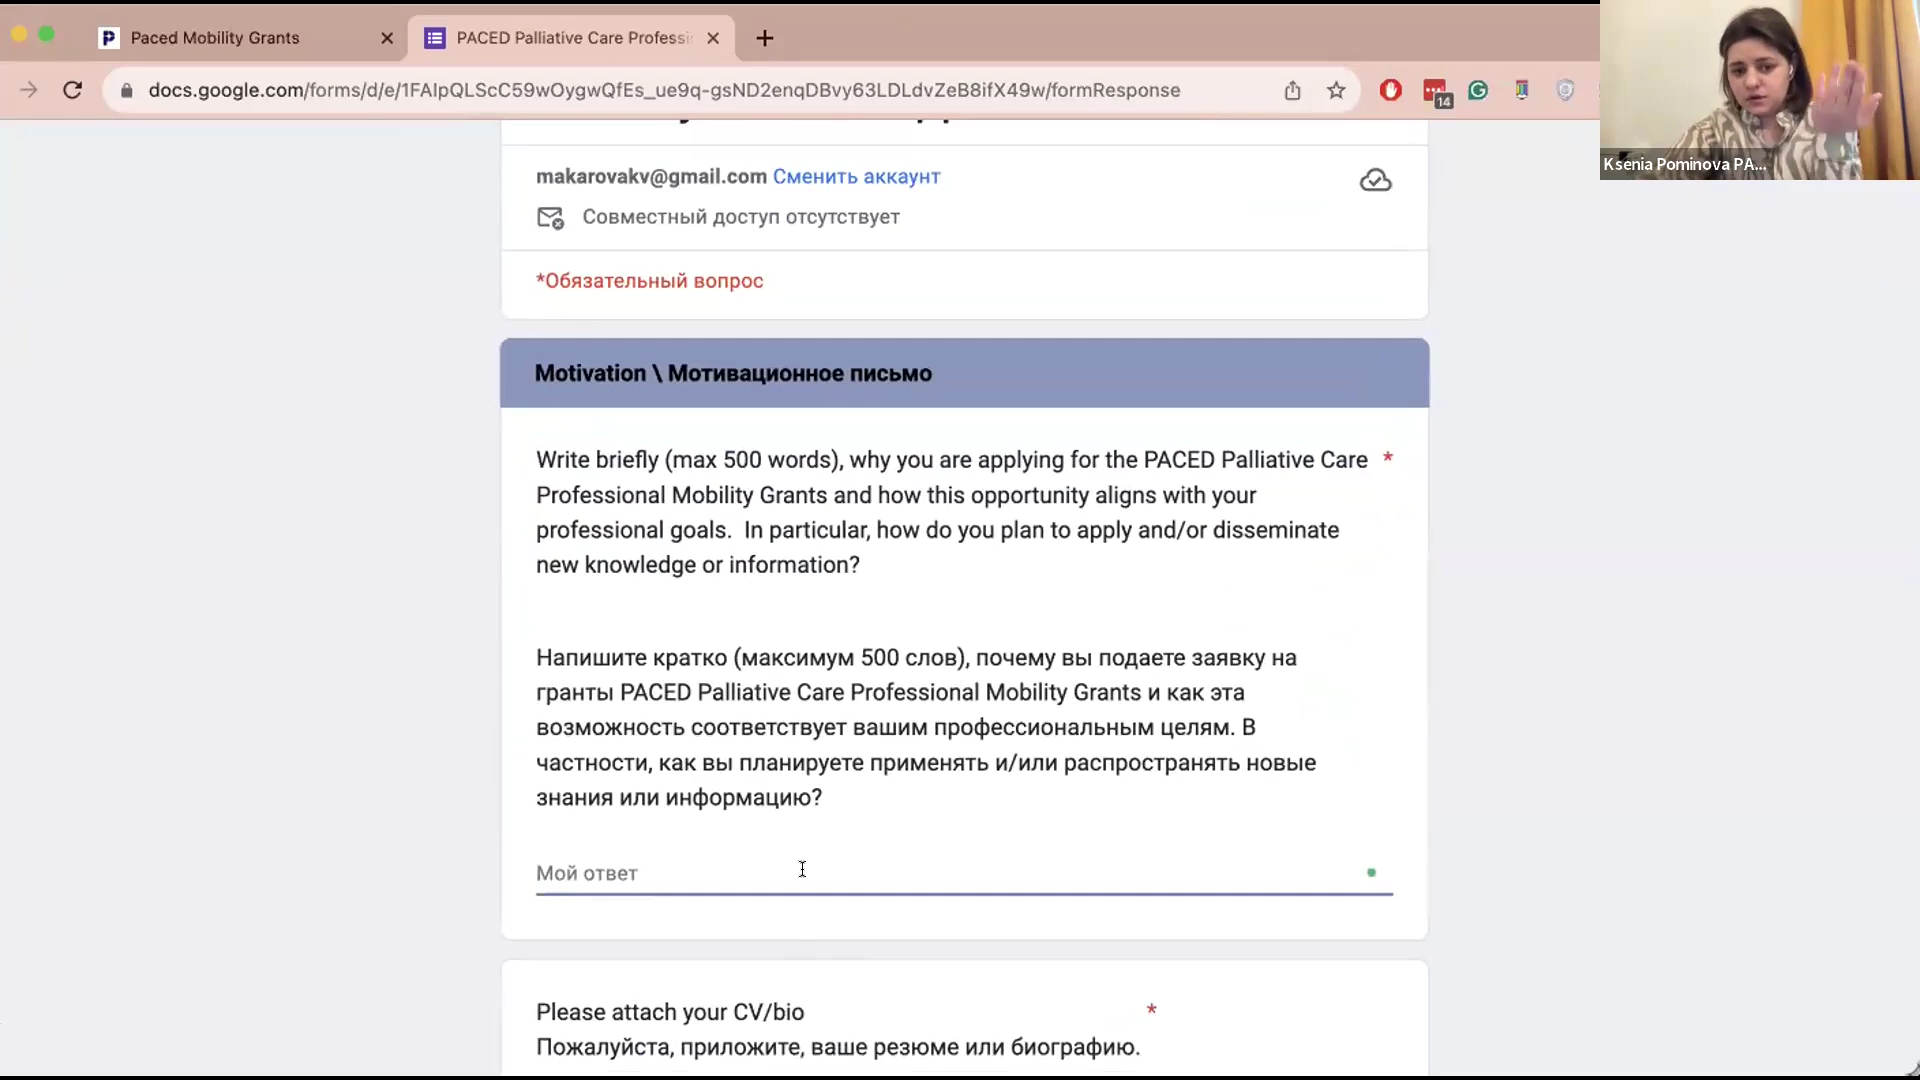 Paced Mobility Grants
PACED Palliative Care Professi
docs.google.com/forms/d/e/1FAIpQLScC59wOygwQfEs_ue9q-gsND2enqDBvy63LDLdvZeB8ifX49w/formResponse
14
Ksenia Pominova PA...
makarovakv@gmail.com Сменить аккаунт
Совместный доступ отсутствует
*Обязательный вопрос
Motivation \ Мотивационное письмо
Write briefly (max 500 words), why you are applying for the PACED Palliative Care *
Professional Mobility Grants and how this opportunity aligns with your
professional goals. In particular, how do you plan to apply and/or disseminate
new knowledge or information?
Напишите кратко (максимум 500 слов), почему вы подаете заявку на
гранты PACED Palliative Care Professional Mobility Grants и как эта
возможность соответствует вашим профессиональным целям. В
частности, как вы планируете применять и/или распространять новые
знания или информацию?
Мой ответ
Please attach your CV/bio *
Пожалуйста, приложите, ваше резюме или биографию.